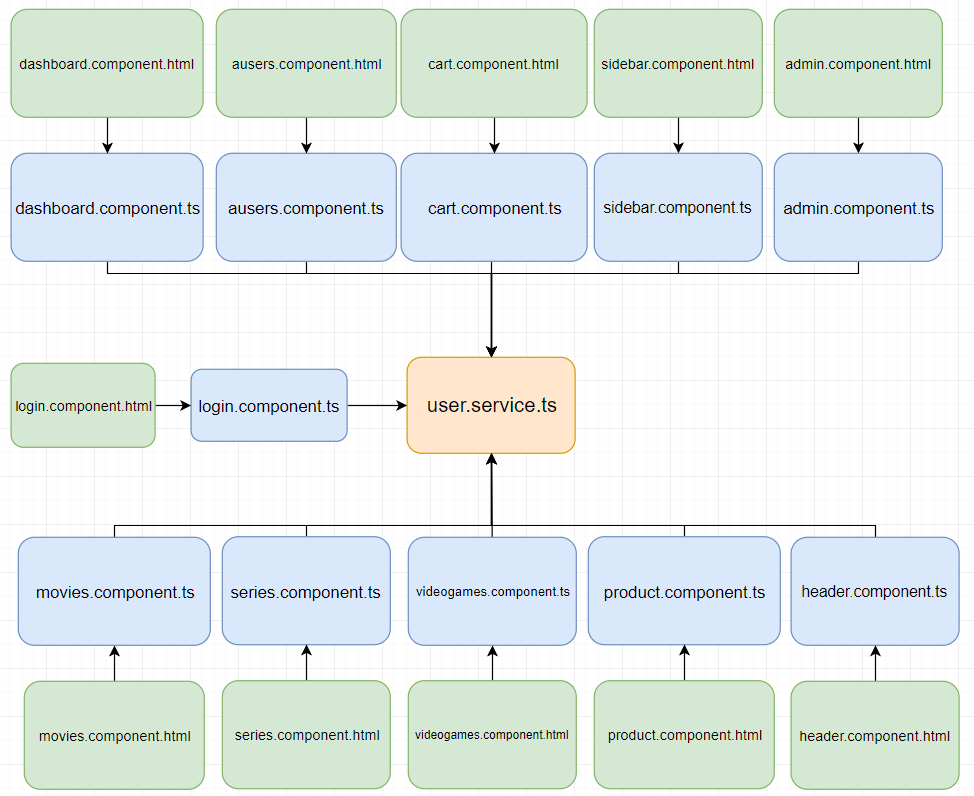 dashboard.component.html
ausers.component.html
cart.component.html
sidebar.component.html
admin.component.html
dashboard.component.ts
ausers.component.ts
cart.component.ts
sidebar.component.ts
admin.component.ts
login.component.html
login.component.ts
user.service.ts
movies.component.ts
series.component.ts
videogames.component.ts
product.component.ts
header.component.ts
movies.component.html
series.component.html
videogames.component.html
product.component.html
header.component.html